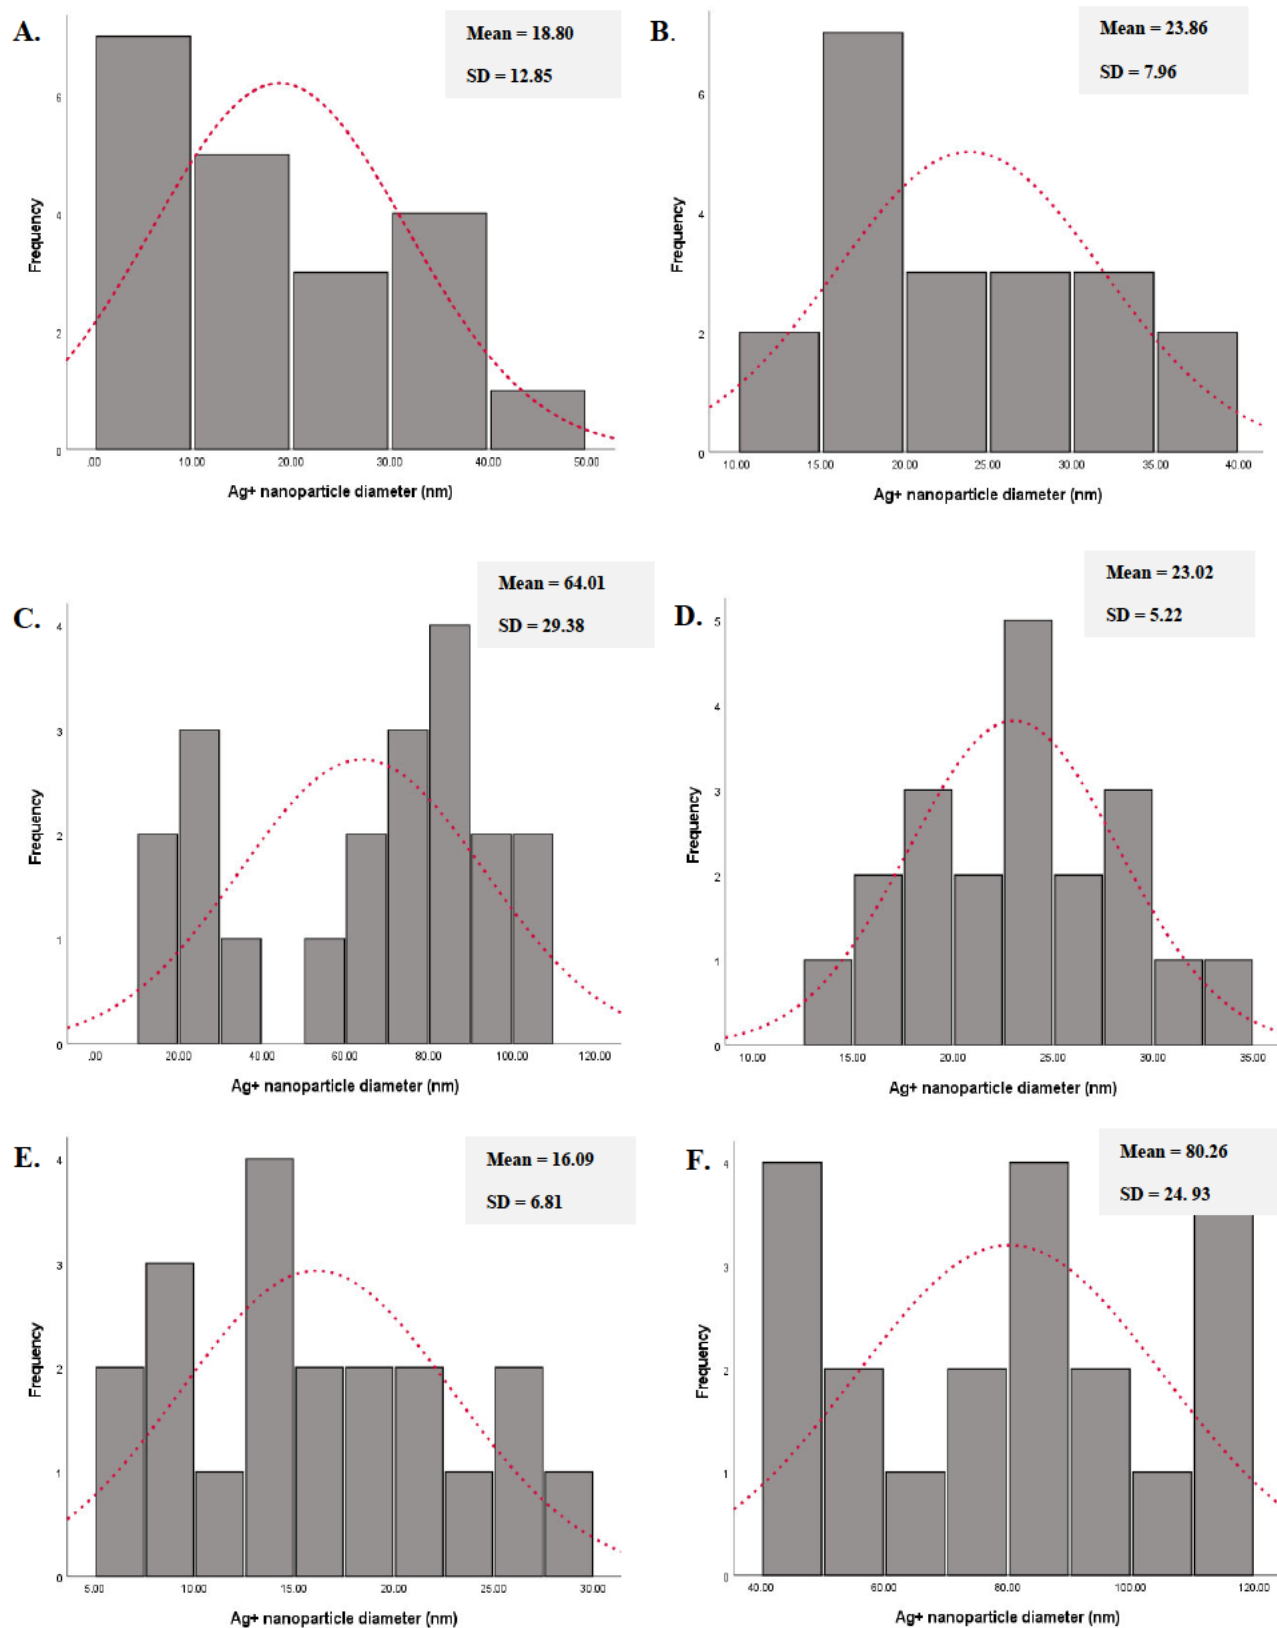 A.
Mean = 18.80
SD = 12.85
Frequency
6
4
2
0
.00 10.00 20.00 30.00 40.00 50.00
Ag+ nanoparticle diameter (nm)
B.
Mean = 23.86
SD = 7.96
Frequency
6
4
2
0
10.00 15.00 20.00 25.00 30.00 35.00 40.00
Ag+ nanoparticle diameter (nm)
C.
Mean = 64.01
SD = 29.38
Frequency
4
3
2
1
0
.00 20.00 40.00 60.00 80.00 100.00 120.00
Ag+ nanoparticle diameter (nm)
D.
Mean = 23.02
SD = 5.22
Frequency
5
4
3
2
1
0
10.00 15.00 20.00 25.00 30.00 35.00
Ag+ nanoparticle diameter (nm)
E.
Mean = 16.09
SD = 6.81
Frequency
4
3
2
1
0
5.00 10.00 15.00 20.00 25.00 30.00
Ag+ nanoparticle diameter (nm)
F.
Mean = 80.26
SD = 24. 93
Frequency
4
3
2
1
0
40.00 60.00 80.00 100.00 120.00
Ag+ nanoparticle diameter (nm)